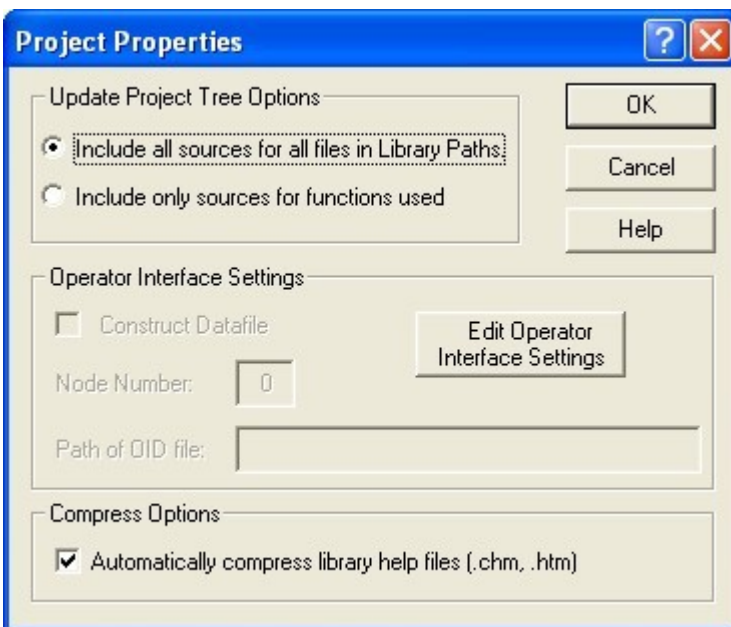 Project Properties
?
Update Project Tree Options
Include all sources for all files in Library Paths.
Include only sources for functions used
OK
Cancel
Help
Operator Interface Settings
Construct Datafile
Edit Operator
Interface Settings
Node Number:
0
Path of OID file:
Compress Options
Automatically compress library help files (.chm, .htm)